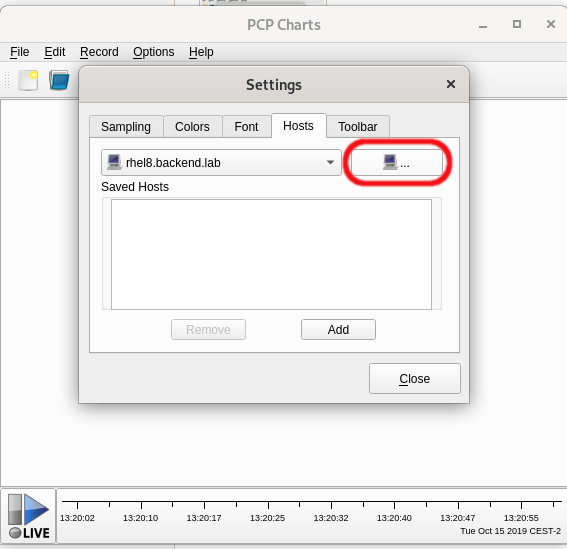 PCP Charts
File Edit Record Options Help
Settings
Sampling Colors Font Hosts Toolbar
rhel8.backend.lab ...
Saved Hosts
Remove Add
Close
LIVE
13:20:02 13:20:10 13:20:17 13:20:25 13:20:32 13:20:40 13:20:47 13:20:55
Tue Oct 15 2019 CEST-2